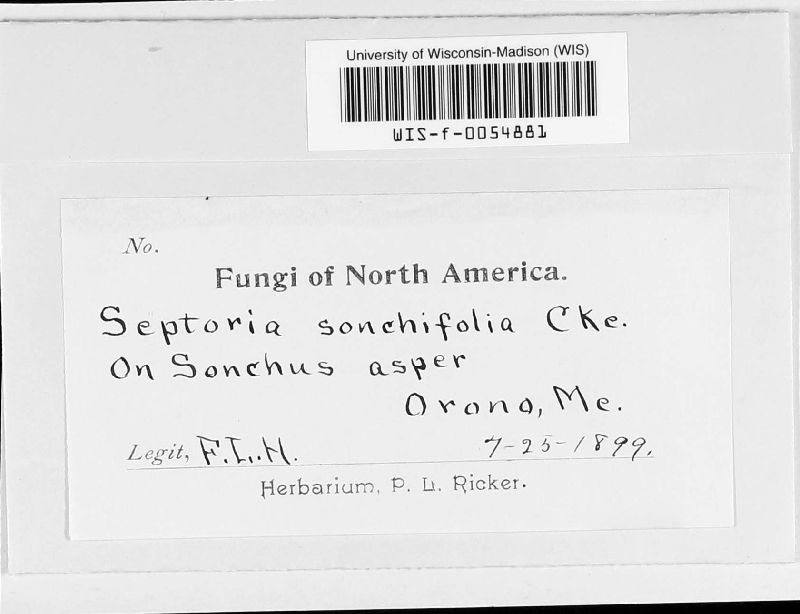 University of Wisconsin-Madison (WIS)
WIS-f-0054881
No.
Fungi of North America.
Septoria sonchifolia Cke.
On Sonchus asper
Orono, Me.
Legit, F.L.H. 7-25-1899.
Herbarium, P. L. Ricker.